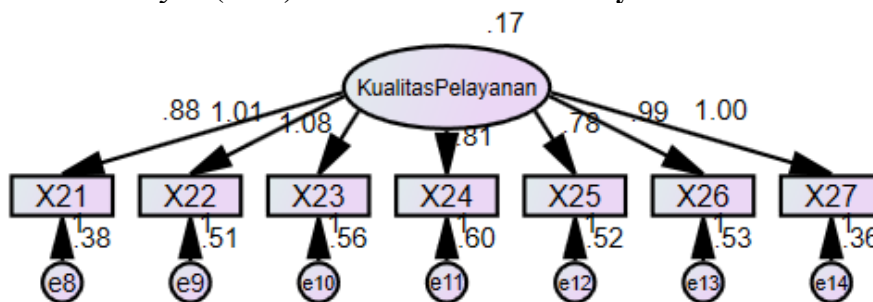 .17
KualitasPelayanan
.88 1.01 1.08 .81 .78 .99 1.00
X21 X22 X23 X24 X25 X26 X27
1 1 1 1 1 1 1
.38 .51 .56 .60 .52 .53 .36
e8 e9 e10 e11 e12 e13 e14